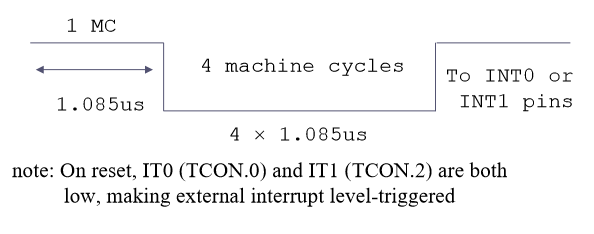 1 MC
4 machine cycles
To INT0 or
INT1 pins
1.085us
4 × 1.085us
note: On reset, IT0 (TCON.0) and IT1 (TCON.2) are both
low, making external interrupt level-triggered